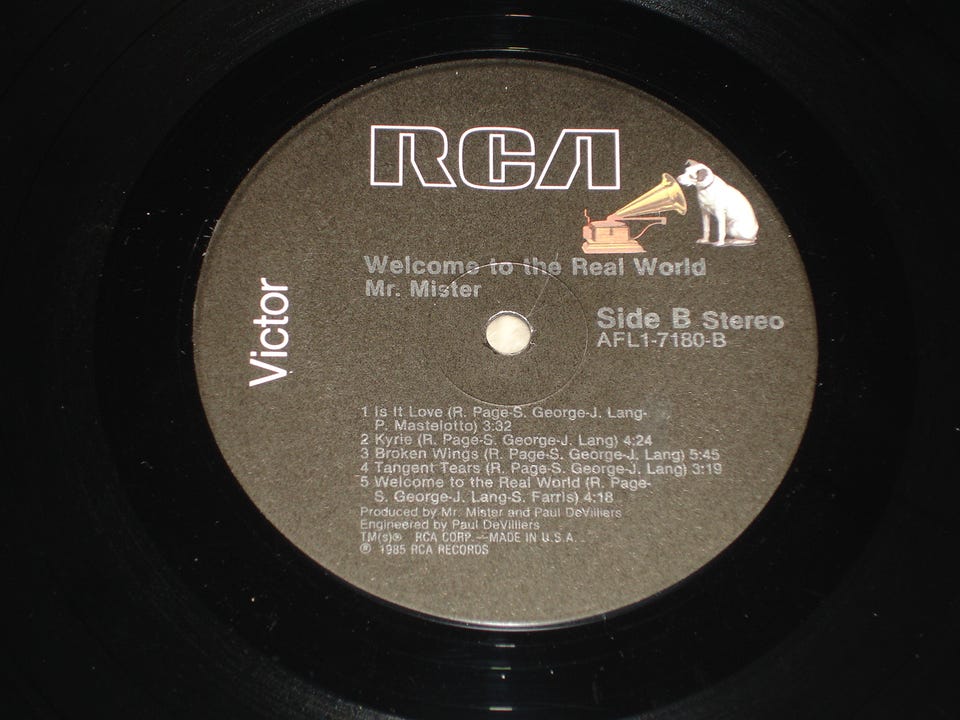 RCA
Victor
Welcome to the Real World
Mr. Mister
Side B Stereo
AFL1-7180-B
1 Is It Love (R. Page-S. George-J. Lang-
P. Mastelotto) 3:32
2 Kyrie (R. Page-S. George-J. Lang) 4:24
3 Broken Wings (R. Page-S. George-J. Lang) 5:45
4 Tangent Tears (R. Page-S. George-J. Lang) 3:19
5 Welcome to the Real World (R. Page-
S. George-J. Lang-S. Farris) 4:18
Produced by Mr. Mister and Paul DeVilliers
Engineered by Paul DeVilliers
TM(s)® RCA CORP.—MADE IN U.S.A.
℗ 1985 RCA RECORDS